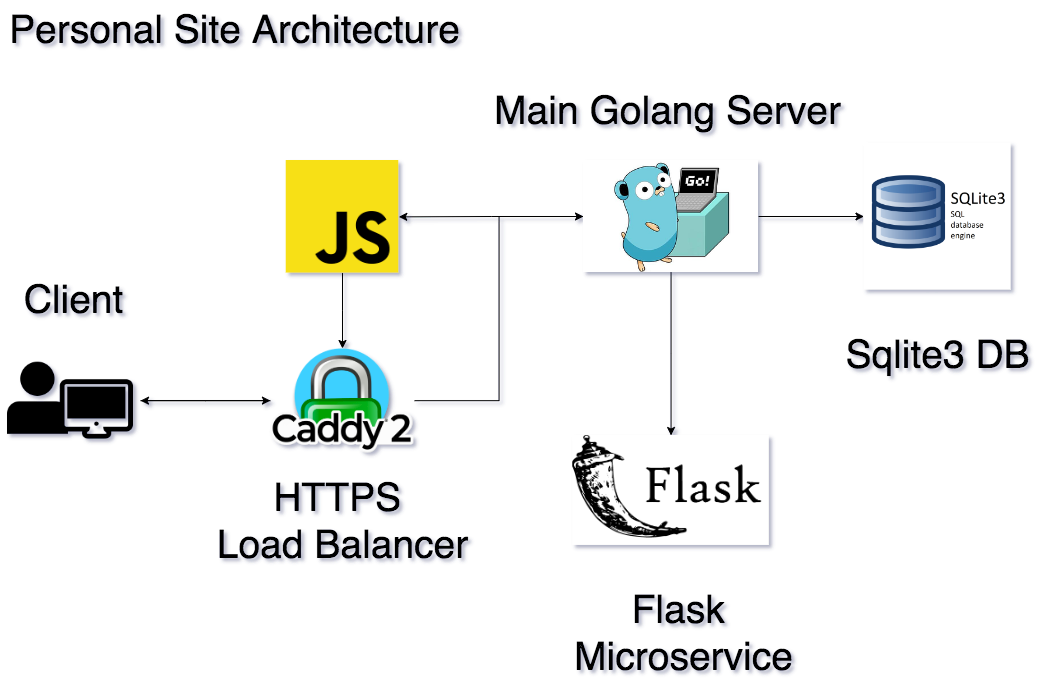 Personal Site Architecture
Main Golang Server
Go!
JS
SQLite3
SQL
database
engine
Client
Sqlite3 DB
Caddy 2
HTTPS
Load Balancer
Flask
Flask
Microservice